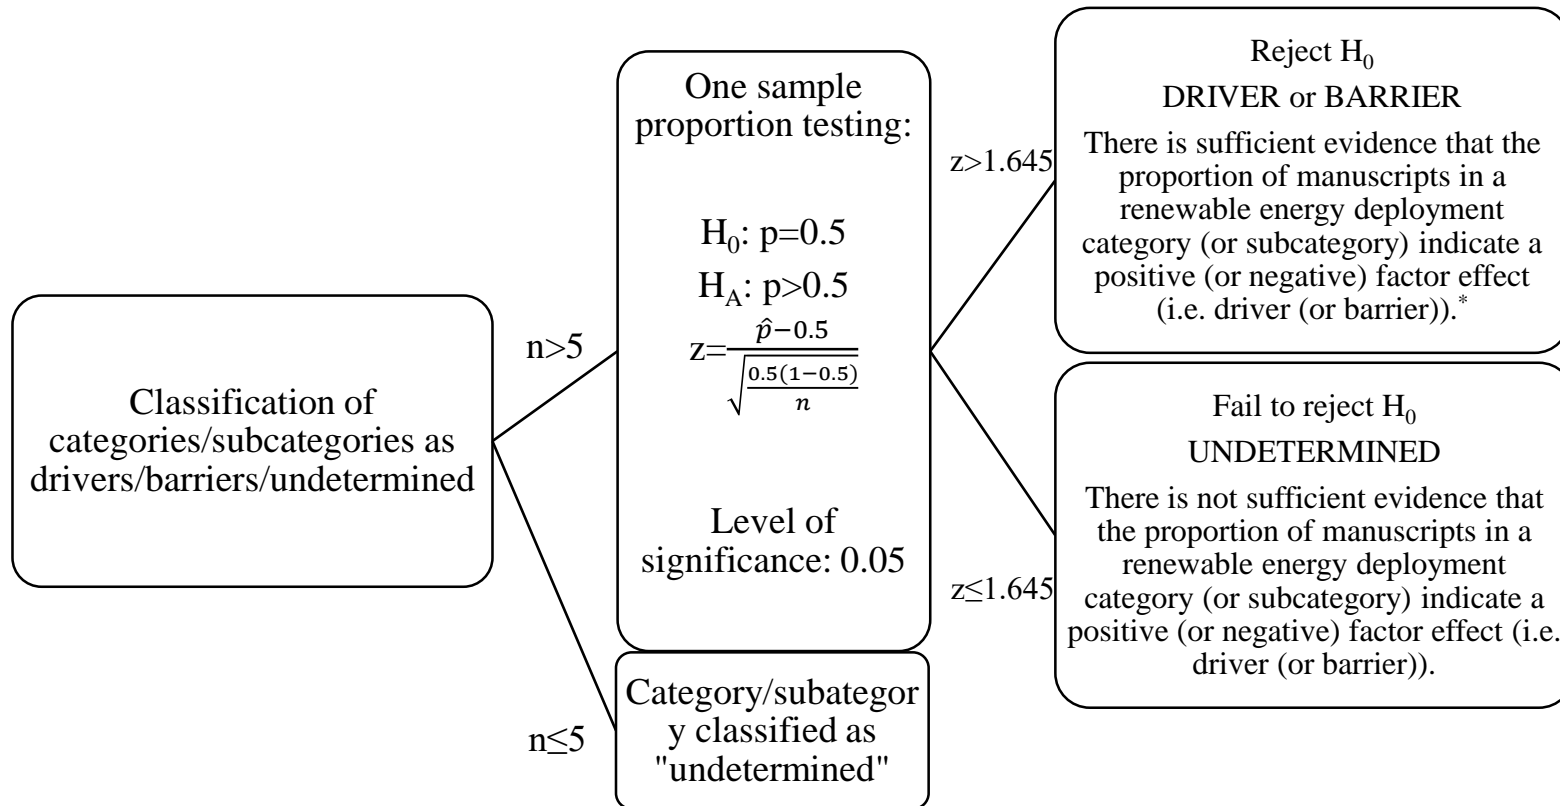 Classification of
categories/subcategories as
drivers/barriers/undetermined
n>5
n≤5
One sample
proportion testing:
H₀: p=0.5
H_A: p>0.5
z=\frac{\hat{p}−0.5}{\sqrt{\frac{0.5(1−0.5)}{n}}}
Level of
significance: 0.05
Category/subategor
y classified as
"undetermined"
z>1.645
z≤1.645
Reject H₀
DRIVER or BARRIER
There is sufficient evidence that the
proportion of manuscripts in a
renewable energy deployment
category (or subcategory) indicate a
positive (or negative) factor effect
(i.e. driver (or barrier)).*
Fail to reject H₀
UNDETERMINED
There is not sufficient evidence that
the proportion of manuscripts in a
renewable energy deployment
category (or subcategory) indicate a
positive (or negative) factor effect (i.e.
driver (or barrier)).